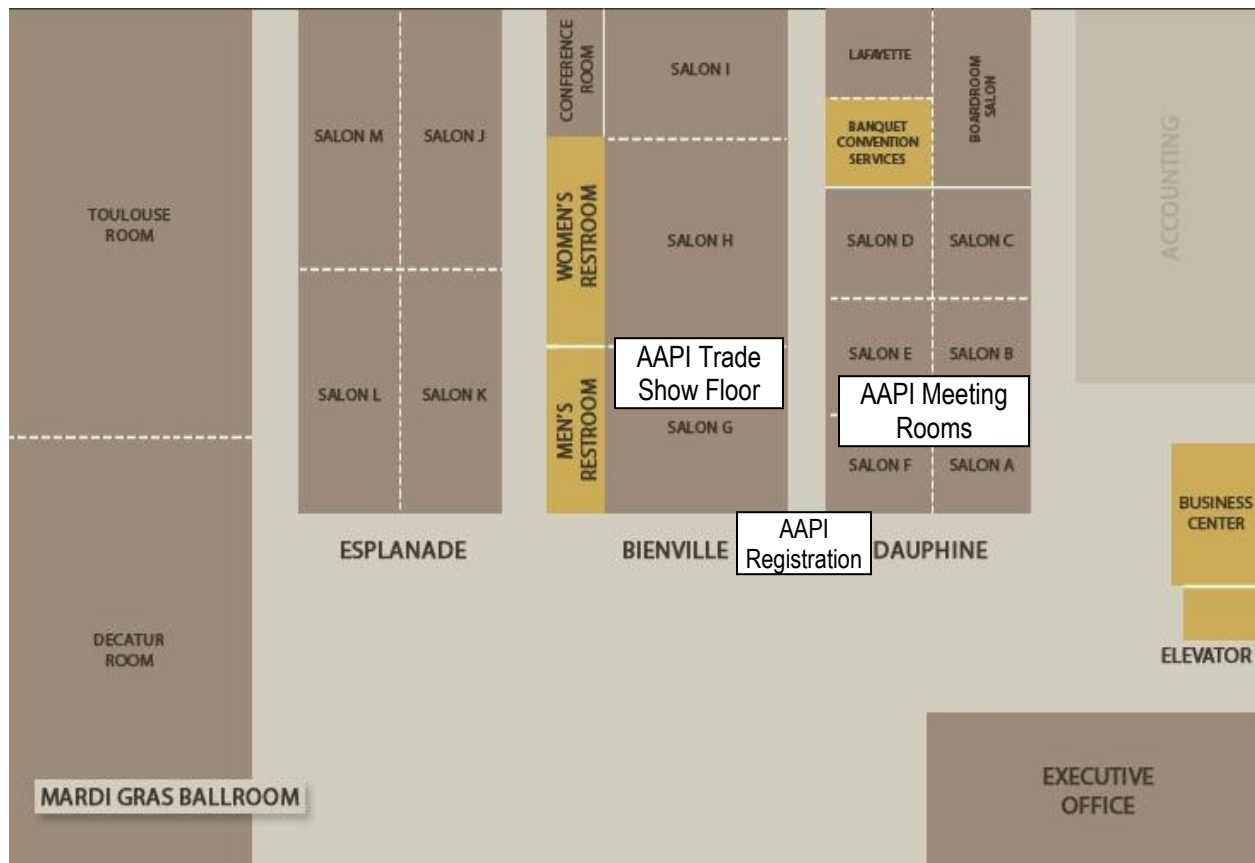 TOULOUSE
ROOM
DECATUR
ROOM
MARDI GRAS BALLROOM
SALON M
SALON J
SALON L
SALON K
ESPLANADE
CONFERENCE
ROOM
WOMEN'S
RESTROOM
MEN'S
RESTROOM
SALON I
SALON H
AAPI Trade
Show Floor
SALON G
BIENVILLE
AAPI
Registration
LAFAYETTE
BOARDROOM
SALON
BANQUET
CONVENTION
SERVICES
SALON D
SALON C
SALON E
SALON B
AAPI Meeting
Rooms
SALON F
SALON A
DAUPHINE
ACCOUNTING
BUSINESS
CENTER
ELEVATOR
EXECUTIVE
OFFICE